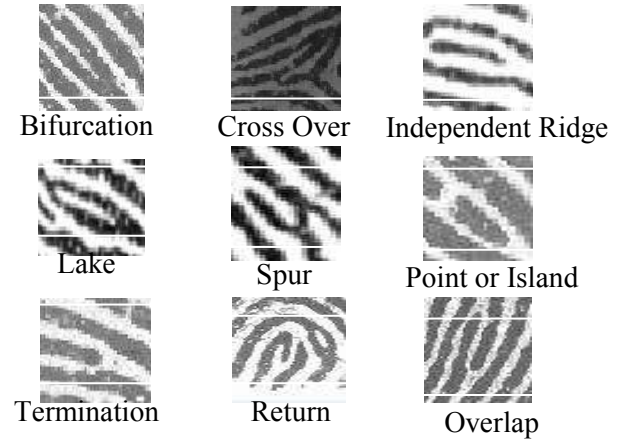 Bifurcation
Cross Over
Independent Ridge
Lake
Spur
Point or Island
Termination
Return
Overlap